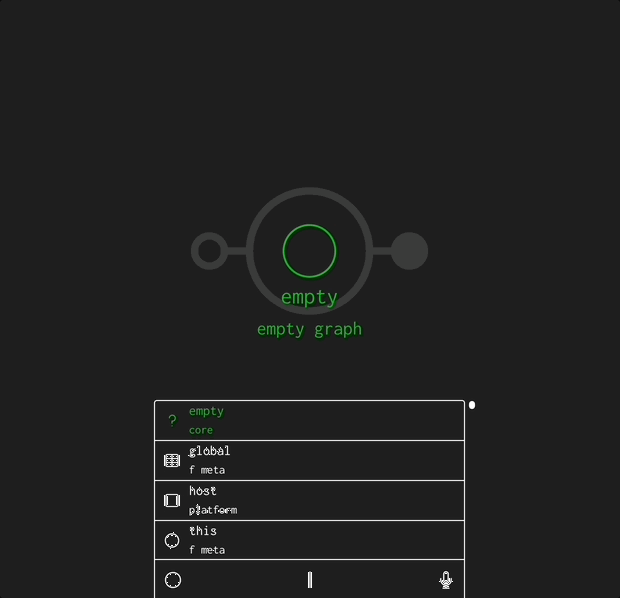 empty
empty graph
?
empty
core
global
f meta
host
platform
this
f meta